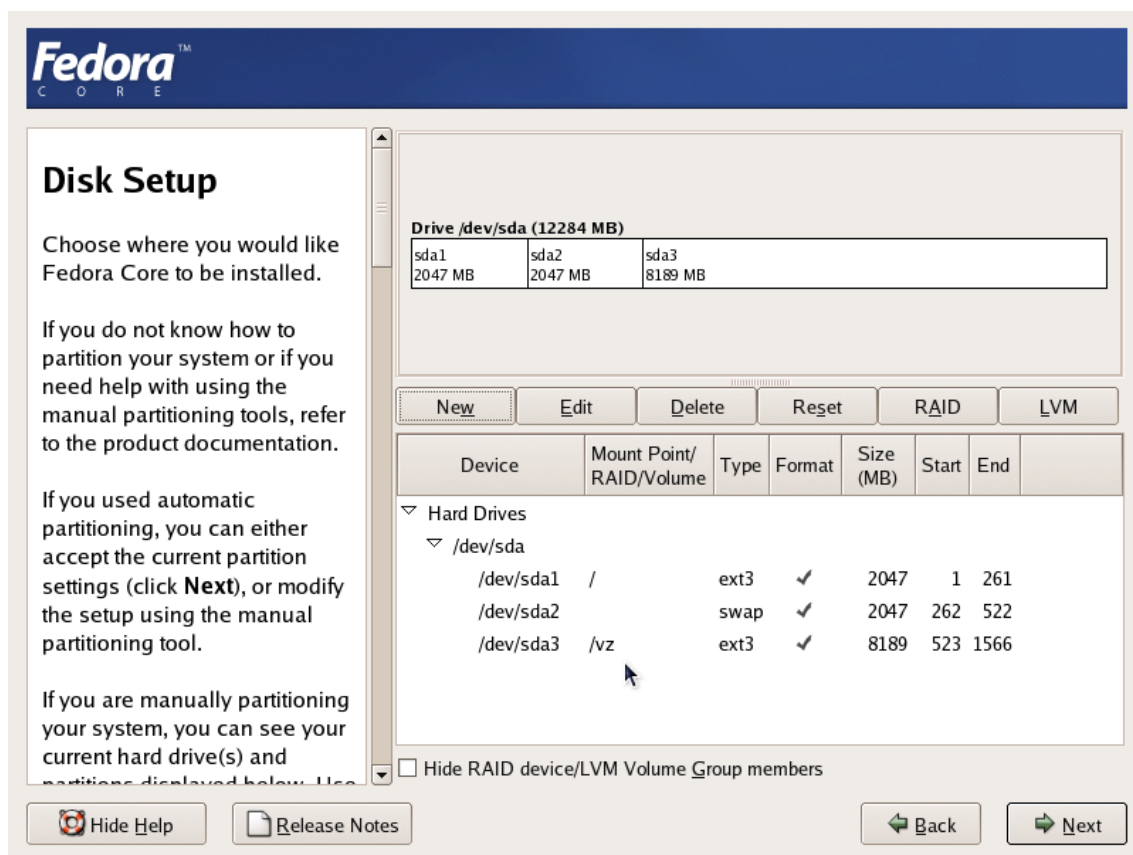 Fedora™
CORE
Disk Setup
Choose where you would like
Fedora Core to be installed.
If you do not know how to
partition your system or if you
need help with using the
manual partitioning tools, refer
to the product documentation.
If you used automatic
partitioning, you can either
accept the current partition
settings (click Next), or modify
the setup using the manual
partitioning tool.
If you are manually partitioning
your system, you can see your
current hard drive(s) and
partitions displayed below. Use
Drive /dev/sda (12284 MB)
sda1 sda2 sda3
2047 MB 2047 MB 8189 MB
New Edit Delete Reset RAID LVM
Device Mount Point/ RAID/Volume Type Format Size (MB) Start End
Hard Drives
/dev/sda
/dev/sda1 / ext3 ✓ 2047 1 261
/dev/sda2 swap ✓ 2047 262 522
/dev/sda3 /vz ext3 ✓ 8189 523 1566
Hide RAID device/LVM Volume Group members
Hide Help Release Notes Back Next